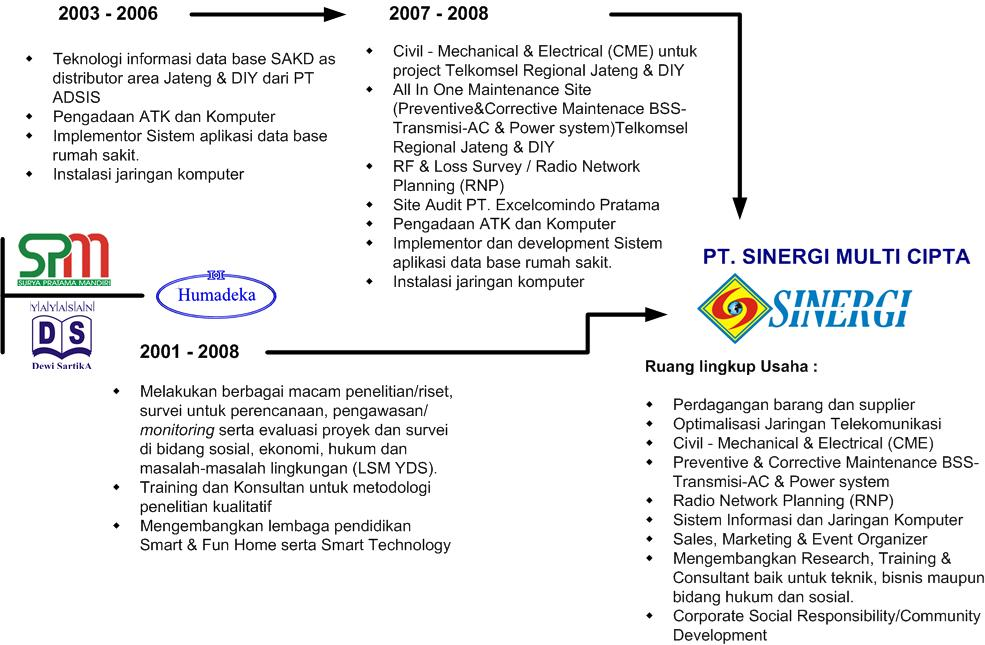 2003 - 2006
Teknologi informasi data base SAKD as
distributor area Jateng & DIY dari PT
ADSIS
Pengadaan ATK dan Komputer
Implementor Sistem aplikasi data base
rumah sakit.
Instalasi jaringan komputer
2007 - 2008
Civil - Mechanical & Electrical (CME) untuk
project Telkomsel Regional Jateng & DIY
All In One Maintenance Site
(Preventive&Corrective Maintenace BSS-
Transmisi-AC & Power system)Telkomsel
Regional Jateng & DIY
RF & Loss Survey / Radio Network
Planning (RNP)
Site Audit PT. Excelcomindo Pratama
Pengadaan ATK dan Komputer
Implementor dan development Sistem
aplikasi data base rumah sakit.
Instalasi jaringan komputer
SPM
SURYA PRATAMA MANDIRI
YAYASAN
DS
Dewi SartikA
H
Humadeka
2001 - 2008
Melakukan berbagai macam penelitian/riset,
survei untuk perencanaan, pengawasan/
monitoring serta evaluasi proyek dan survei
di bidang sosial, ekonomi, hukum dan
masalah-masalah lingkungan (LSM YDS).
Training dan Konsultan untuk metodologi
penelitian kualitatif
Mengembangkan lembaga pendidikan
Smart & Fun Home serta Smart Technology
PT. SINERGI MULTI CIPTA
SINERGI
Ruang lingkup Usaha :
Perdagangan barang dan supplier
Optimalisasi Jaringan Telekomunikasi
Civil - Mechanical & Electrical (CME)
Preventive & Corrective Maintenance BSS-
Transmisi-AC & Power system
Radio Network Planning (RNP)
Sistem Informasi dan Jaringan Komputer
Sales, Marketing & Event Organizer
Mengembangkan Research, Training &
Consultant baik untuk teknik, bisnis maupun
bidang hukum dan sosial.
Corporate Social Responsibility/Community
Development